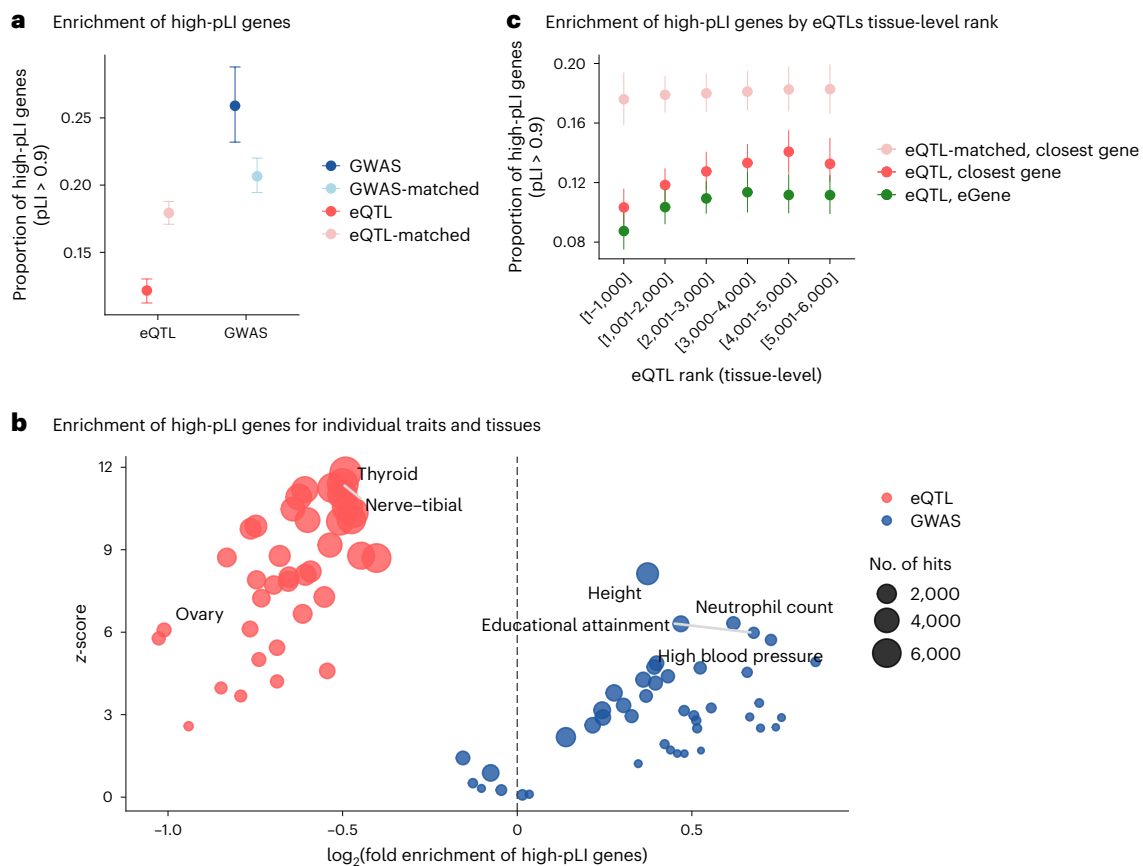 a Enrichment of high-pLI genes
Proportion of high-pLI genes
(pLI > 0.9)
0.25
0.20
0.15
eQTL
GWAS
GWAS
GWAS-matched
eQTL
eQTL-matched
c Enrichment of high-pLI genes by eQTLs tissue-level rank
Proportion of high-pLI genes
(pLI > 0.9)
0.20
0.16
0.12
0.08
[1–1,000]
[1,001–2,000]
[2,001–3,000]
[3,000–4,000]
[4,001–5,000]
[5,001–6,000]
eQTL rank (tissue-level)
eQTL-matched, closest gene
eQTL, closest gene
eQTL, eGene
b Enrichment of high-pLI genes for individual traits and tissues
z-score
12
9
6
3
0
Thyroid
Nerve–tibial
Ovary
Height
Neutrophil count
Educational attainment
High blood pressure
–1.0
–0.5
0
0.5
log2(fold enrichment of high-pLI genes)
eQTL
GWAS
No. of hits
2,000
4,000
6,000